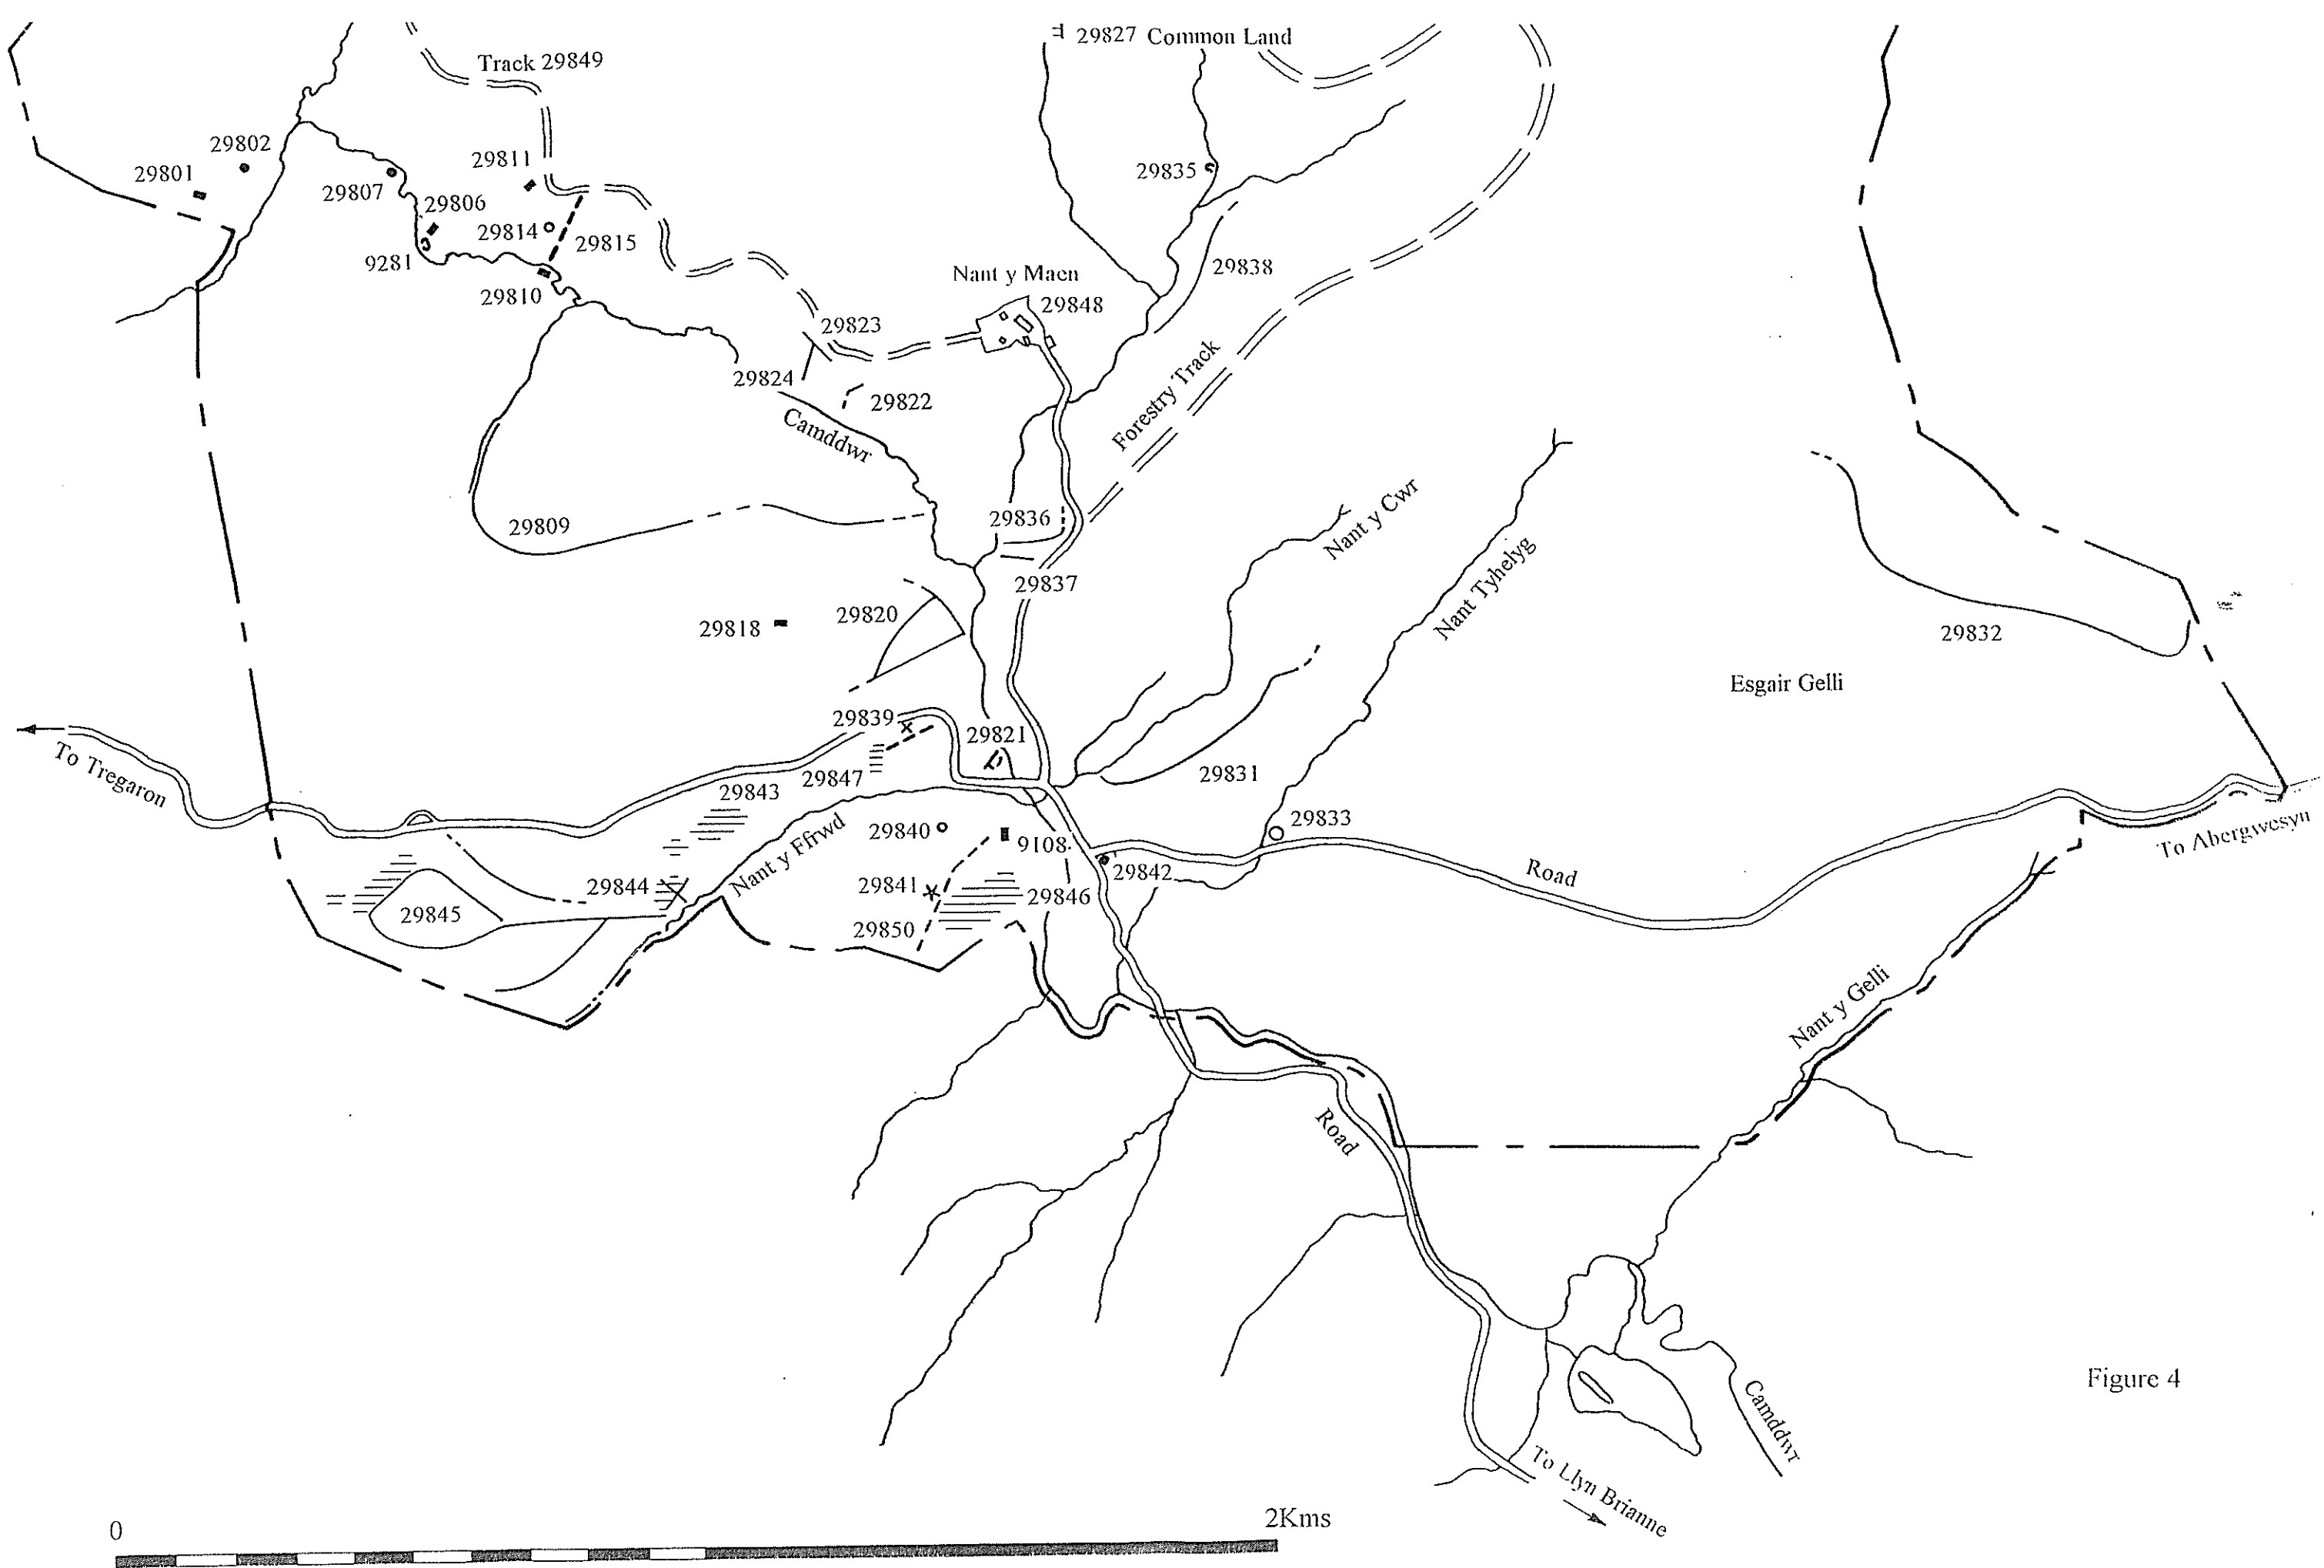 29827 Common Land
Track 29849
29802
29801
29811
29807
29835
29806
29814
29815
9281
29838
Nant y Maen
29810
29848
29823
29824
29822
Forestry Track
Camddwr
Nant y Cwr
29836
29809
Nant Tyhelyg
29837
29820
29818
29832
Esgair Gelli
29839
29821
To Tregaron
29847
29831
29843
29833
29840
Nant y Ffrwd
9108
To Abergwesyn
29842
Road
29844
29841
29846
29845
29850
Nant y Gelli
Road
Figure 4
Camddwr
To Llyn Brianne
0
2Kms